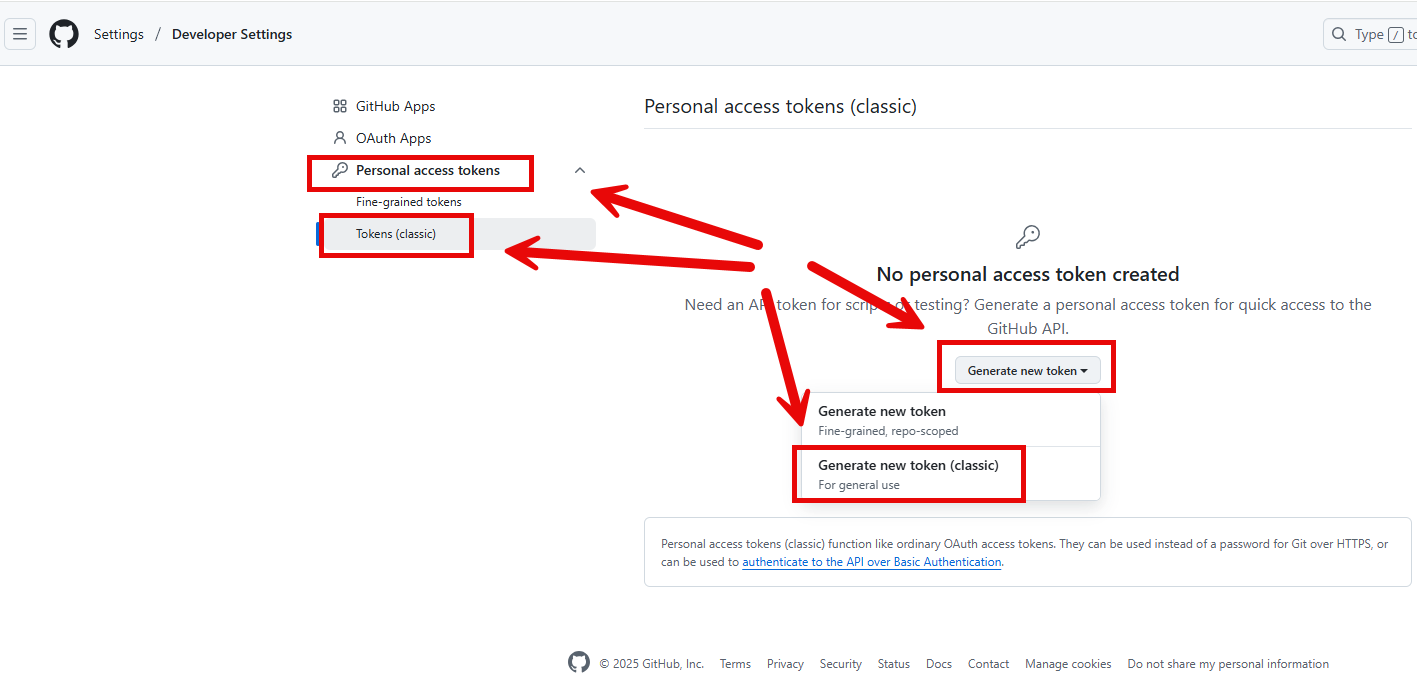 Settings / Developer Settings
Type / to
GitHub Apps
OAuth Apps
Personal access tokens
Fine-grained tokens
Tokens (classic)
Personal access tokens (classic)
No personal access token created
Need an API token for scripts or testing? Generate a personal access token for quick access to the
GitHub API.
Generate new token
Generate new token
Fine-grained, repo-scoped
Generate new token (classic)
For general use
Personal access tokens (classic) function like ordinary OAuth access tokens. They can be used instead of a password for Git over HTTPS, or
can be used to authenticate to the API over Basic Authentication.
© 2025 GitHub, Inc. Terms Privacy Security Status Docs Contact Manage cookies Do not share my personal information